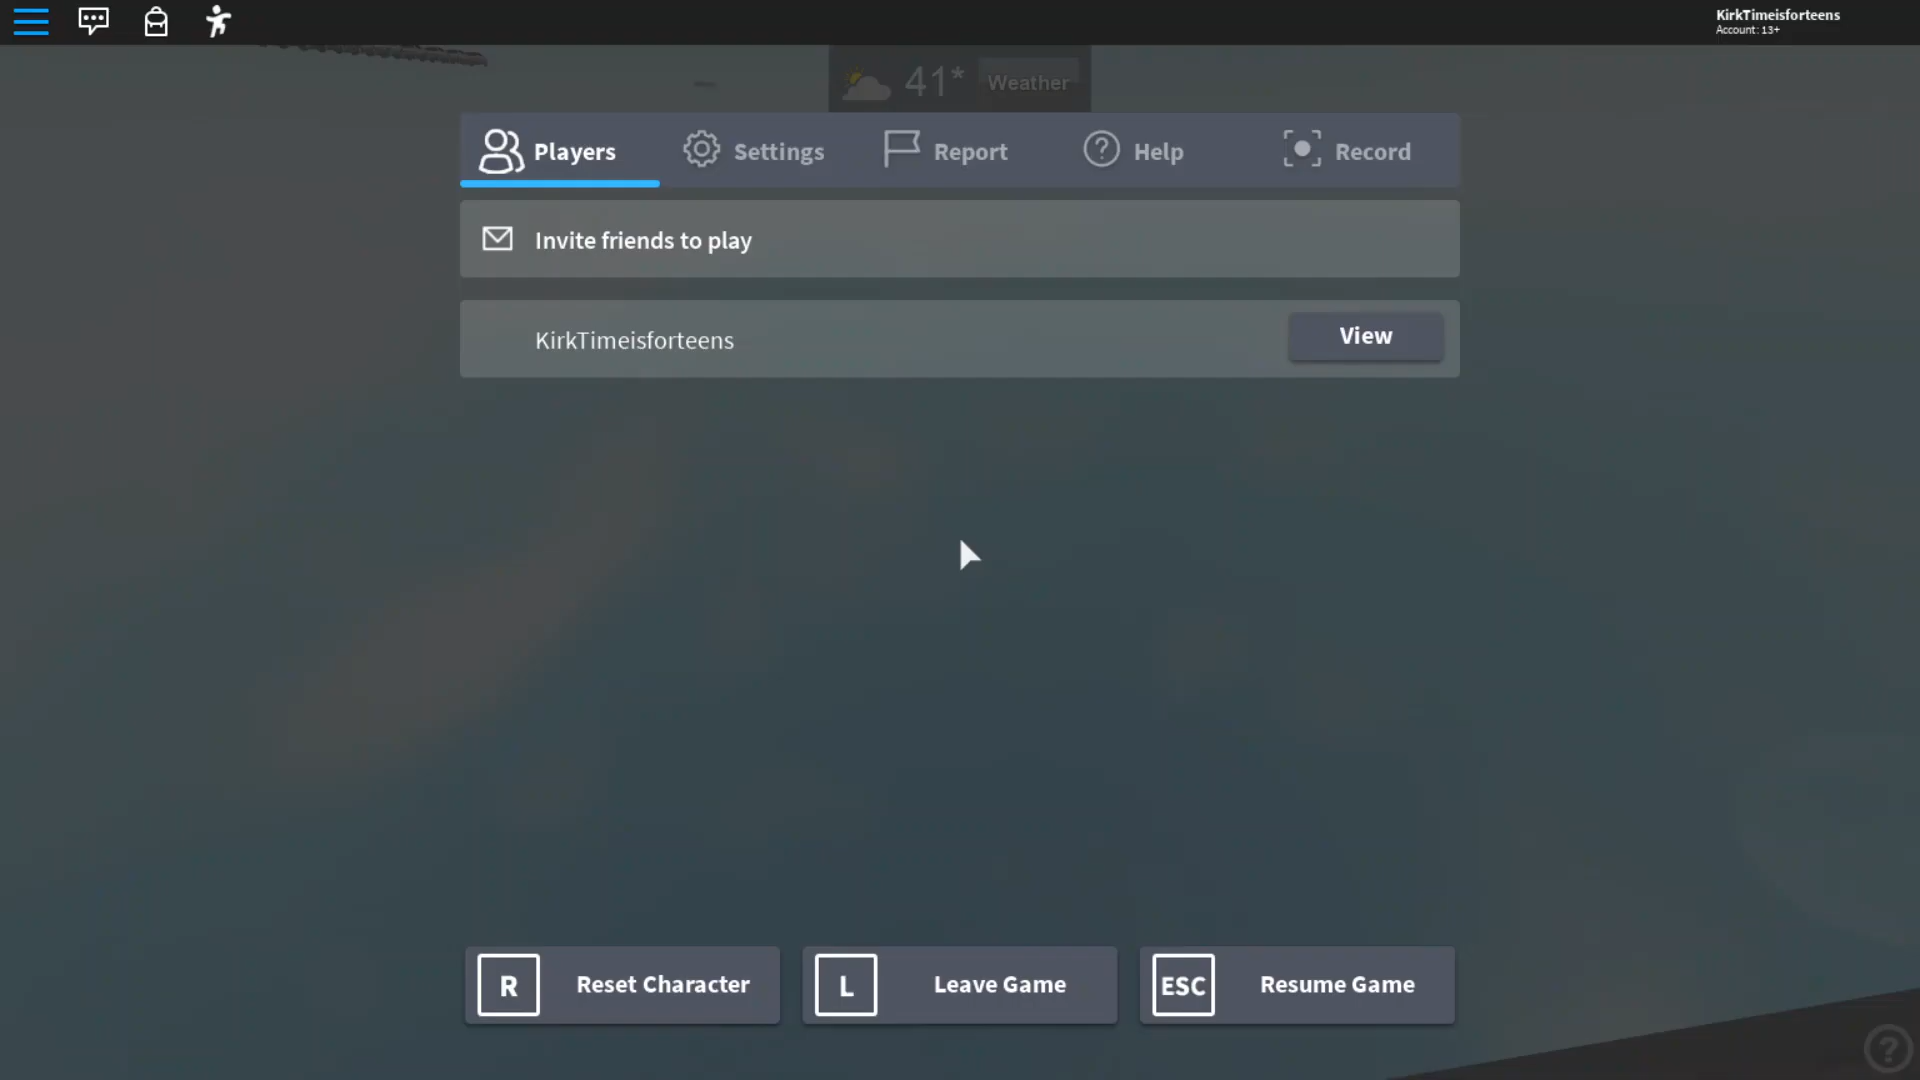 KirkTimeisforteens
Account: 13+
41* Weather
Players Settings Report Help Record
Invite friends to play
KirkTimeisforteens View
R Reset Character L Leave Game ESC Resume Game
?